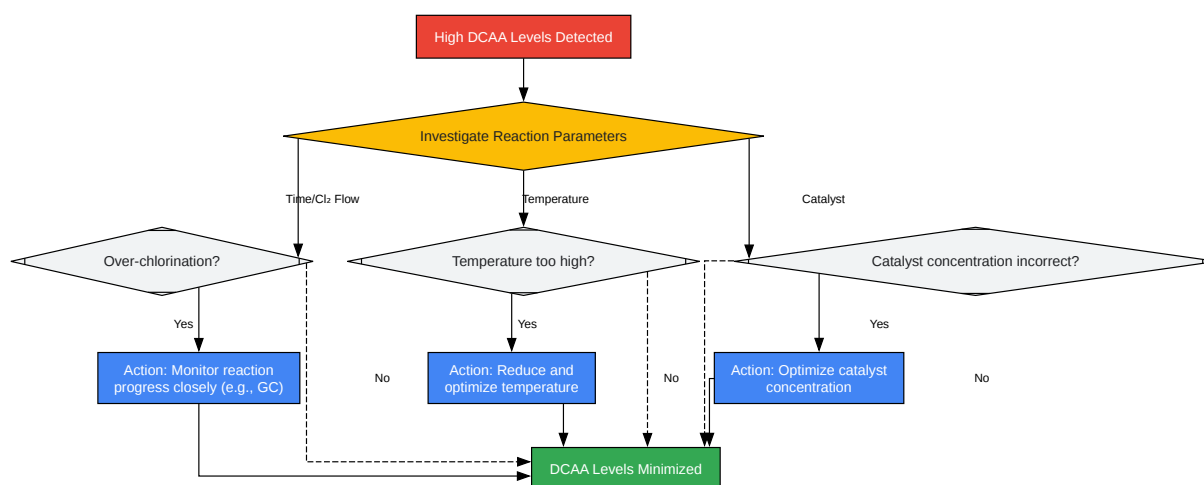 High DCAA Levels Detected
Investigate Reaction Parameters
Time/Cl₂ Flow
Temperature
Catalyst
Over-chlorination?
Temperature too high?
Catalyst concentration incorrect?
Yes
Yes
Yes
Action: Monitor reaction
progress closely (e.g., GC)
No
Action: Reduce and
optimize temperature
No
Action: Optimize catalyst
concentration
No
DCAA Levels Minimized